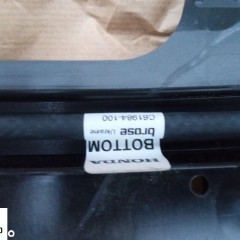 HONDA
BOTTOM
brose Ukraine
C61984-100